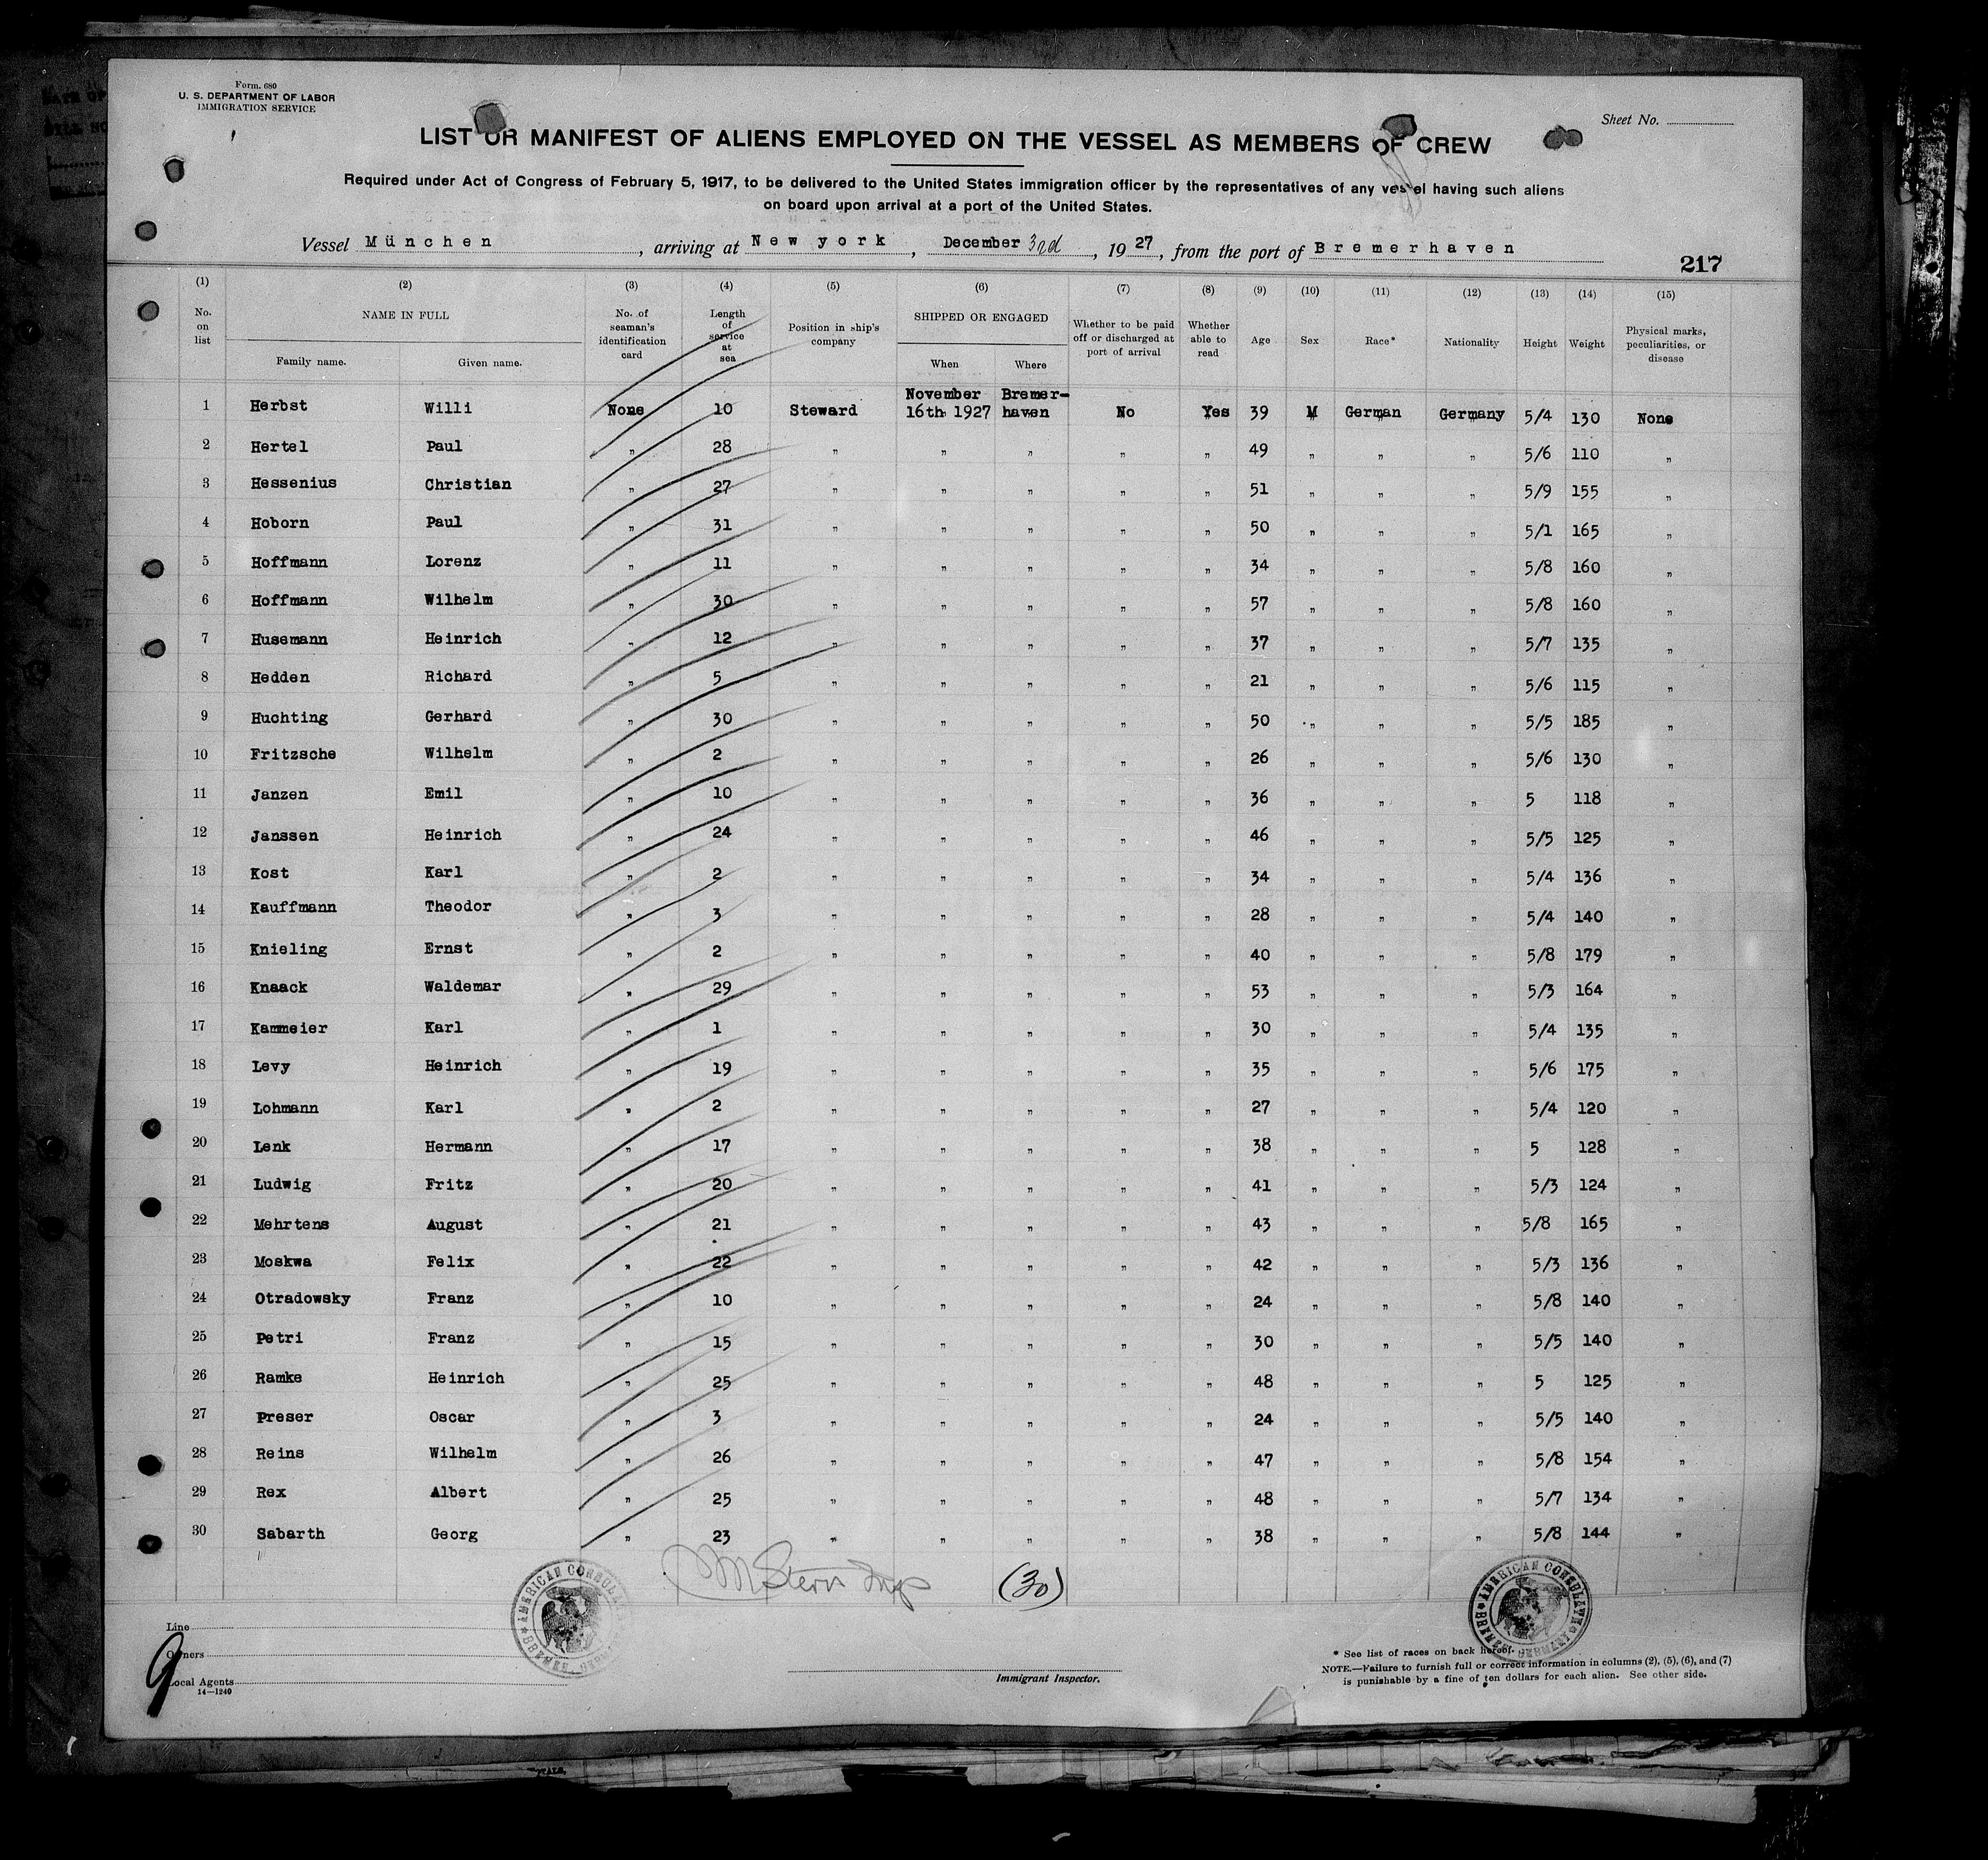 Form. 680
U. S. DEPARTMENT OF LABOR
IMMIGRATION SERVICE
Sheet No.
LIST OR MANIFEST OF ALIENS EMPLOYED ON THE VESSEL AS MEMBERS OF CREW
Required under Act of Congress of February 5, 1917, to be delivered to the United States immigration officer by the representatives of any vessel having such aliens
on board upon arrival at a port of the United States.
Vessel München, arriving at New york, December 3rd, 1927, from the port of Bremerhaven
217
(1) (2) (3) (4) (5) (6) (7) (8) (9) (10) (11) (12) (13) (14) (15)
No. on list
NAME IN FULL
Family name. Given name.
No. of seaman's identification card
Length of service at sea
Position in ship's company
SHIPPED OR ENGAGED
When Where
Whether to be paid off or discharged at port of arrival
Whether able to read
Age
Sex
Race*
Nationality
Height
Weight
Physical marks, peculiarities, or disease
1 Herbst Willi None 10 Steward November 16th 1927 Bremer-haven No Yes 39 M German Germany 5/4 130 None
2 Hertel Paul " 28 " " " " " 49 " " " 5/6 110 "
3 Hessenius Christian " 27 " " " " " 51 " " " 5/9 155 "
4 Hoborn Paul " 31 " " " " " 50 " " " 5/1 165 "
5 Hoffmann Lorenz " 11 " " " " " 34 " " " 5/8 160 "
6 Hoffmann Wilhelm " 30 " " " " " 57 " " " 5/8 160 "
7 Husemann Heinrich " 12 " " " " " 37 " " " 5/7 135 "
8 Hedden Richard " 5 " " " " " 21 " " " 5/6 115 "
9 Huchting Gerhard " 30 " " " " " 50 " " " 5/5 185 "
10 Fritzsche Wilhelm " 2 " " " " " 26 " " " 5/6 130 "
11 Janzen Emil " 10 " " " " " 36 " " " 5 118 "
12 Janssen Heinrich " 24 " " " " " 46 " " " 5/5 125 "
13 Kost Karl " 2 " " " " " 34 " " " 5/4 136 "
14 Kauffmann Theodor " 3 " " " " " 28 " " " 5/4 140 "
15 Knieling Ernst " 2 " " " " " 40 " " " 5/8 179 "
16 Knaack Waldemar " 29 " " " " " 53 " " " 5/3 164 "
17 Kammeier Karl " 1 " " " " " 30 " " " 5/4 135 "
18 Levy Heinrich " 19 " " " " " 35 " " " 5/6 175 "
19 Lohmann Karl " 2 " " " " " 27 " " " 5/4 120 "
20 Lenk Hermann " 17 " " " " " 38 " " " 5 128 "
21 Ludwig Fritz " 20 " " " " " 41 " " " 5/3 124 "
22 Mehrtens August " 21 " " " " " 43 " " " 5/8 165 "
23 Moskwa Felix " 22 " " " " " 42 " " " 5/3 136 "
24 Otradowsky Franz " 10 " " " " " 24 " " " 5/8 140 "
25 Petri Franz " 15 " " " " " 30 " " " 5/5 140 "
26 Ramke Heinrich " 25 " " " " " 48 " " " 5 125 "
27 Preser Oscar " 3 " " " " " 24 " " " 5/5 140 "
28 Reins Wilhelm " 26 " " " " " 47 " " " 5/8 154 "
29 Rex Albert " 25 " " " " " 48 " " " 5/7 134 "
30 Sabarth Georg " 23 " " " " " 38 " " " 5/8 144 "
M Stern Insp (30)
AMERICAN CONSULATE BREMEN GERMANY
AMERICAN CONSULATE BREMEN GERMANY
Line
Owners
Local Agents
14—1240
9
Immigrant Inspector.
* See list of races on back hereof.
NOTE.—Failure to furnish full or correct information in columns (2), (5), (6), and (7)
is punishable by a fine of ten dollars for each alien. See other side.